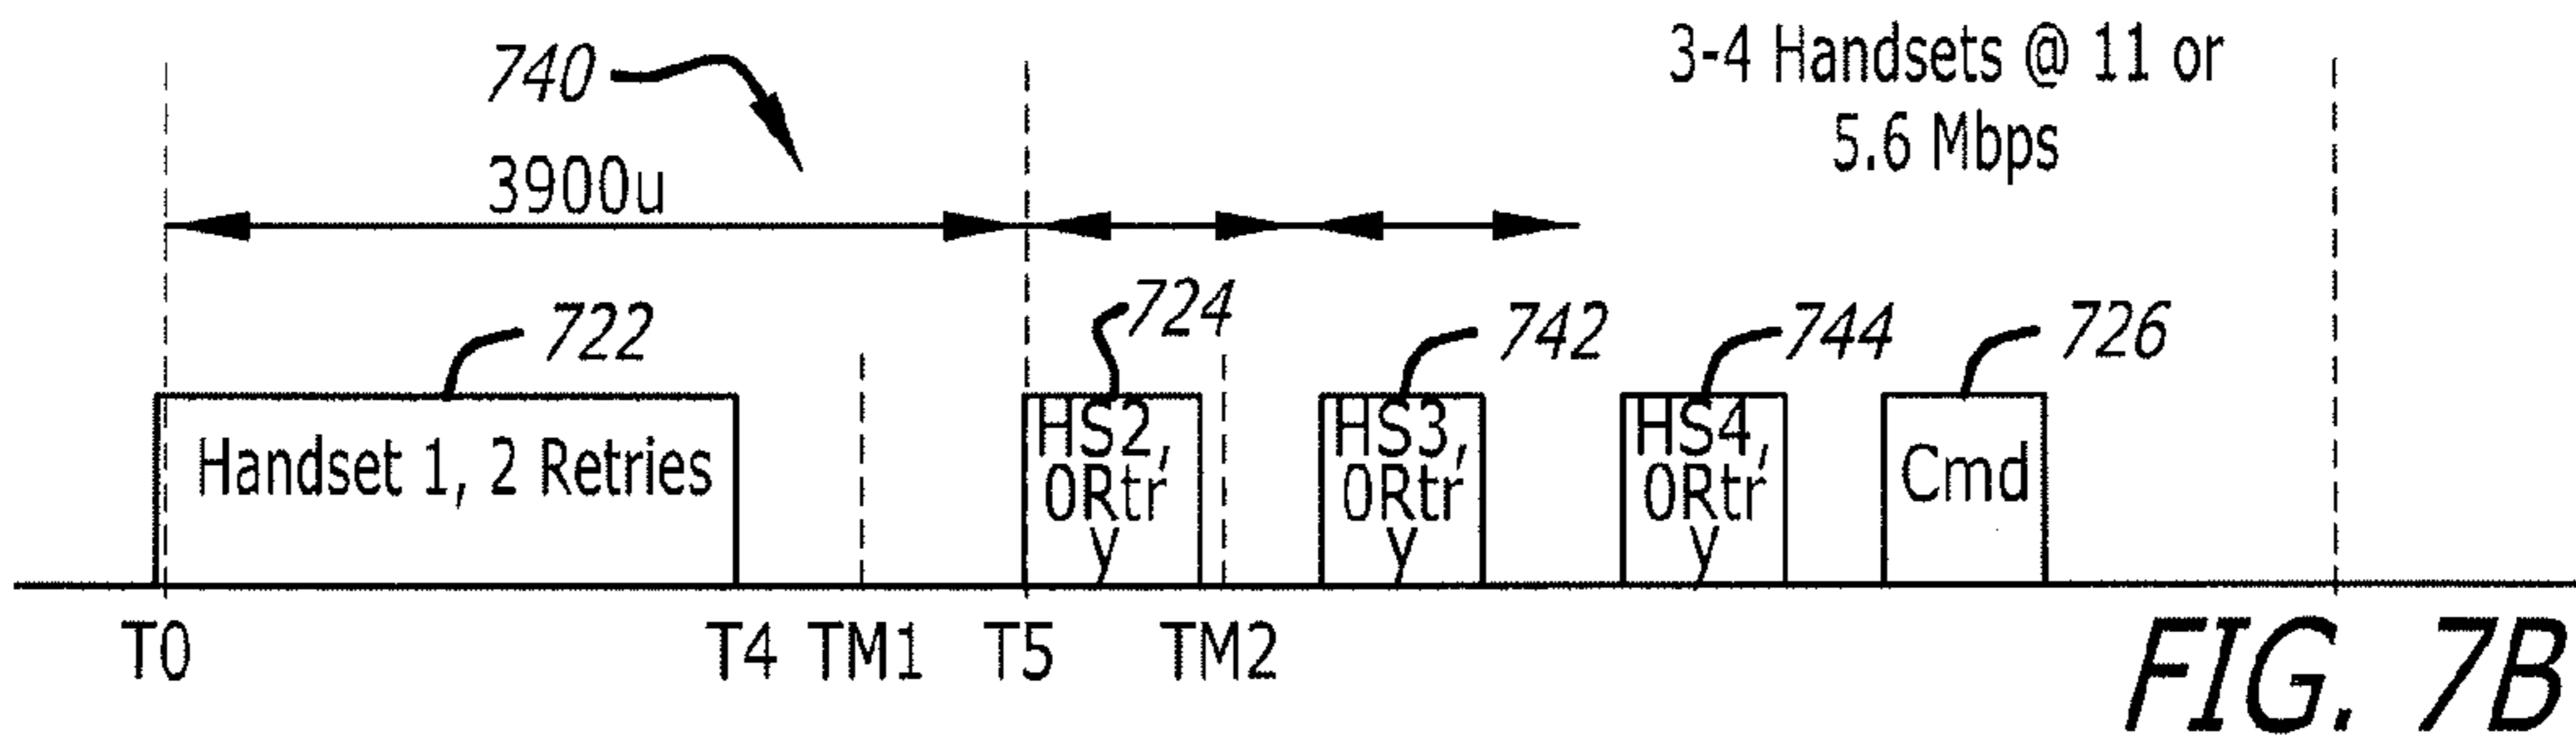 740
3900u
3-4 Handsets @ 11 or
5.6 Mbps
722
724
742
744
726
Handset 1, 2 Retries
HS2,
0Rtr
y
HS3,
0Rtr
y
HS4,
0Rtr
y
Cmd
T0
T4
TM1
T5
TM2
FIG. 7B